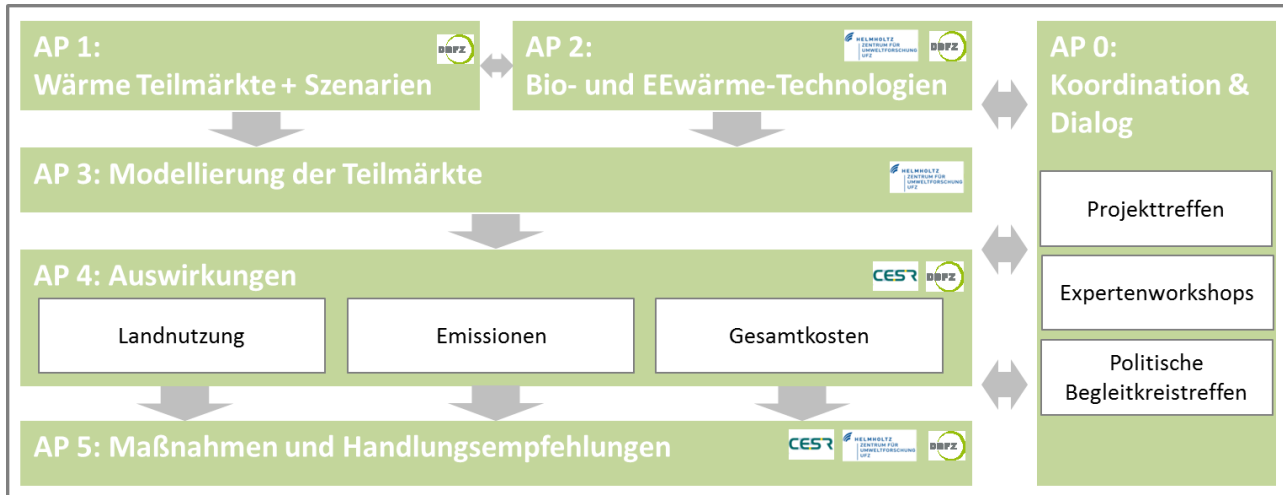 AP 1:
Wärme Teilmärkte + Szenarien
DBFZ
AP 2:
Bio- und EEwärme-Technologien
HELMHOLTZ
ZENTRUM FÜR
UMWELTFORSCHUNG
UFZ
DBFZ
AP 0:
Koordination &
Dialog
Projekttreffen
Expertenworkshops
Politische
Begleitkreistreffen
AP 3: Modellierung der Teilmärkte
HELMHOLTZ
ZENTRUM FÜR
UMWELTFORSCHUNG
UFZ
AP 4: Auswirkungen
CESR
DBFZ
Landnutzung
Emissionen
Gesamtkosten
AP 5: Maßnahmen und Handlungsempfehlungen
CESR
HELMHOLTZ
ZENTRUM FÜR
UMWELTFORSCHUNG
UFZ
DBFZ